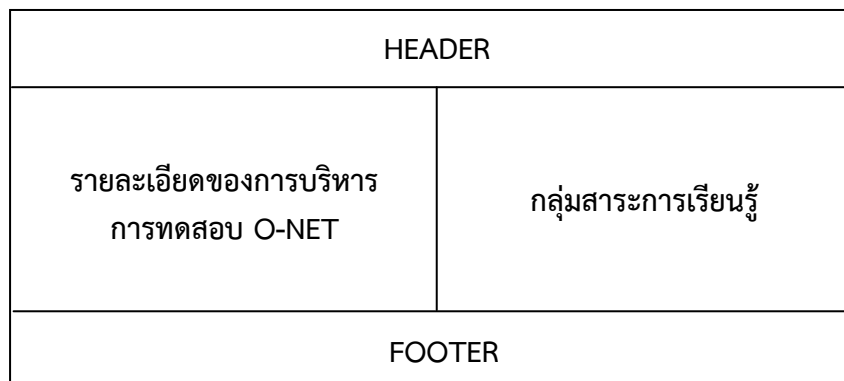 HEADER
รายละเอียดของการบริหาร
การทดสอบ O-NET
กลุ่มสาระการเรียนรู้
FOOTER